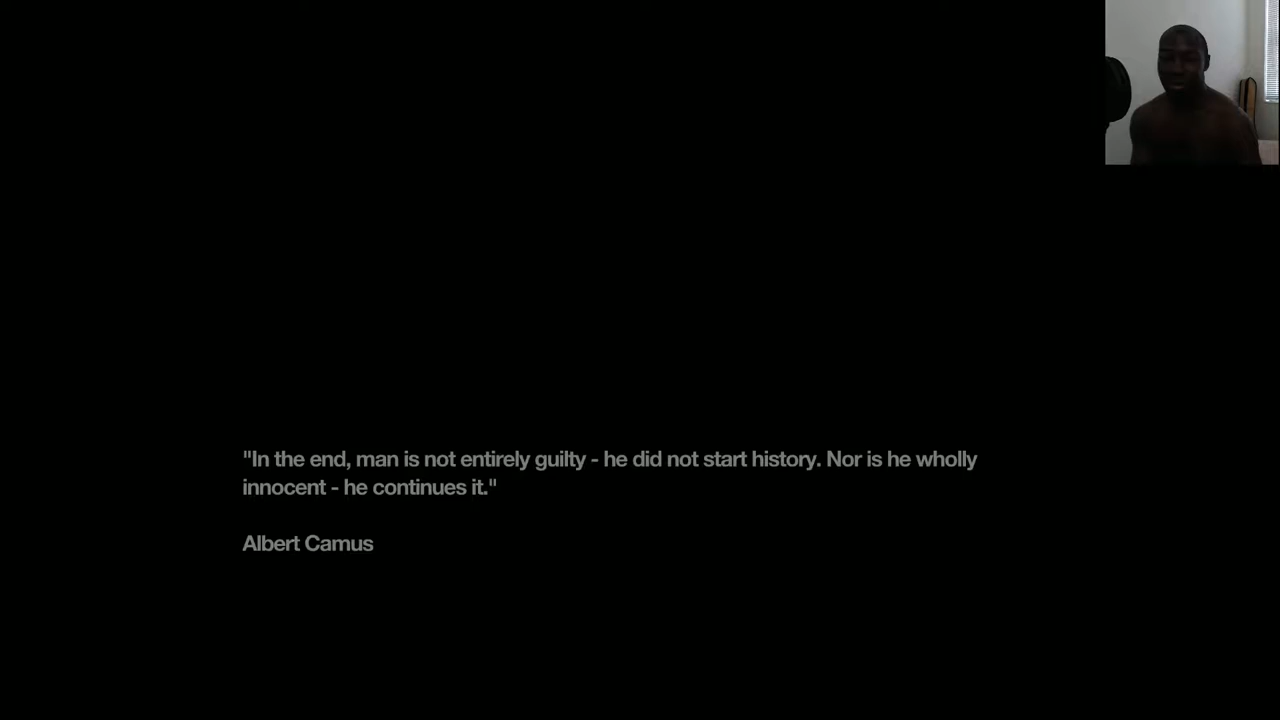 "In the end, man is not entirely guilty - he did not start history. Nor is he wholly
innocent - he continues it."
Albert Camus